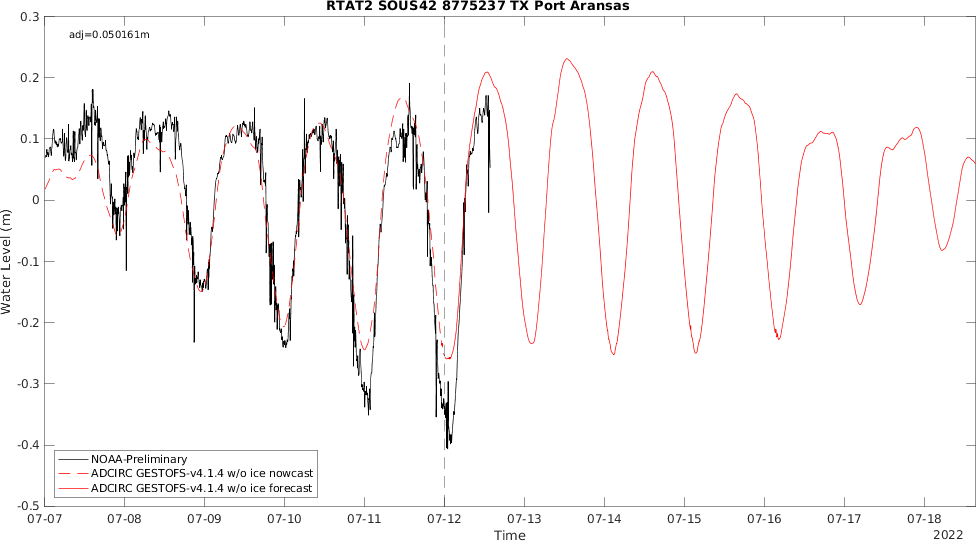 RTAT2 SOUS42 8775237 TX Port Aransas
adj=0.050161m
0.3
0.2
0.1
0
-0.1
-0.2
-0.3
-0.4
-0.5
Water Level (m)
NOAA-Preliminary
ADCIRC GESTOFS-v4.1.4 w/o ice nowcast
ADCIRC GESTOFS-v4.1.4 w/o ice forecast
07-07 07-08 07-09 07-10 07-11 07-12 07-13 07-14 07-15 07-16 07-17 07-18
Time
2022